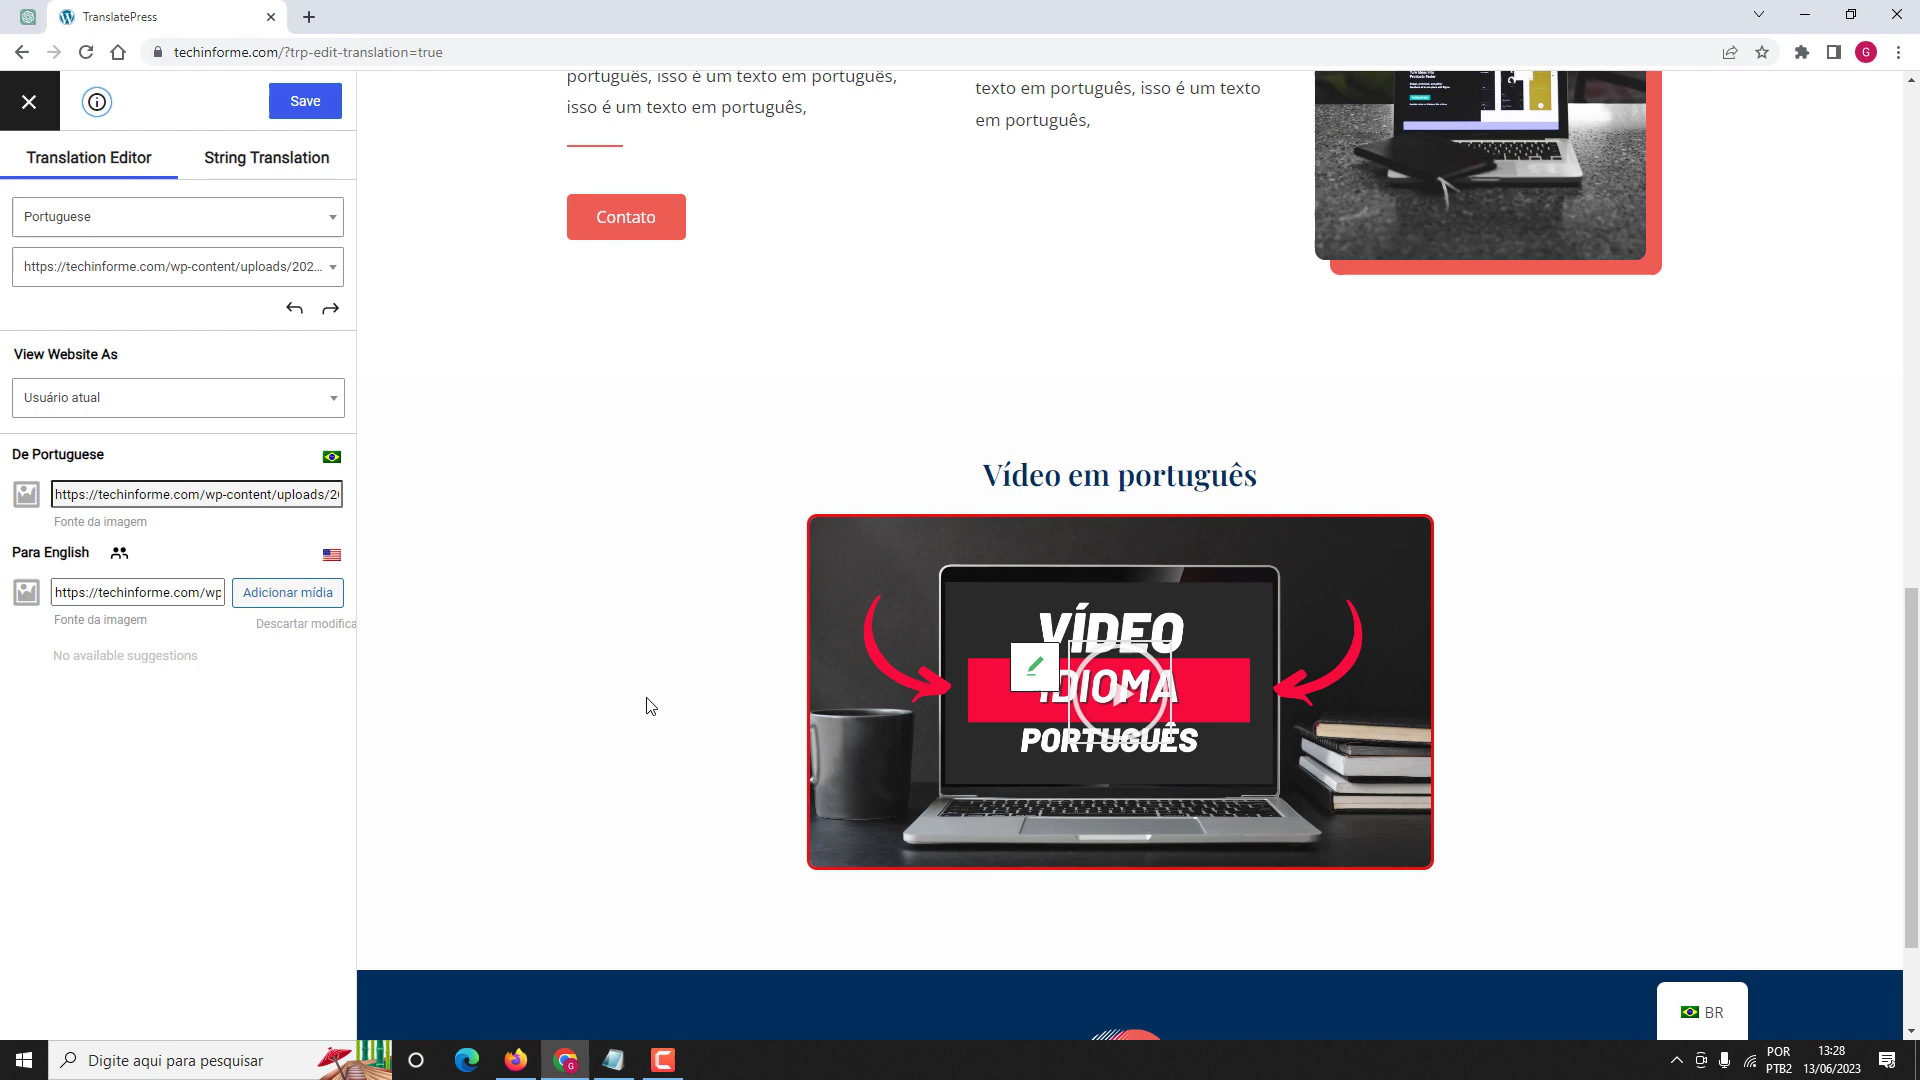 TranslatePress
techinforme.com/?trp-edit-translation=true
G
Save
Translation Editor
String Translation
Portuguese
https://techinforme.com/wp-content/uploads/202...
View Website As
Usuário atual
De Portuguese
https://techinforme.com/wp-content/uploads/2
Fonte da imagem
Para English
https://techinforme.com/wp
Adicionar mídia
Fonte da imagem
Descartar modifica
No available suggestions
português, isso é um texto em português,
isso é um texto em português,
Contato
texto em português, isso é um texto
em português,
Vídeo em português
VÍDEO
IDIOMA
PORTUGUÊS
BR
Digite aqui para pesquisar
POR
PTB2
13:28
13/06/2023